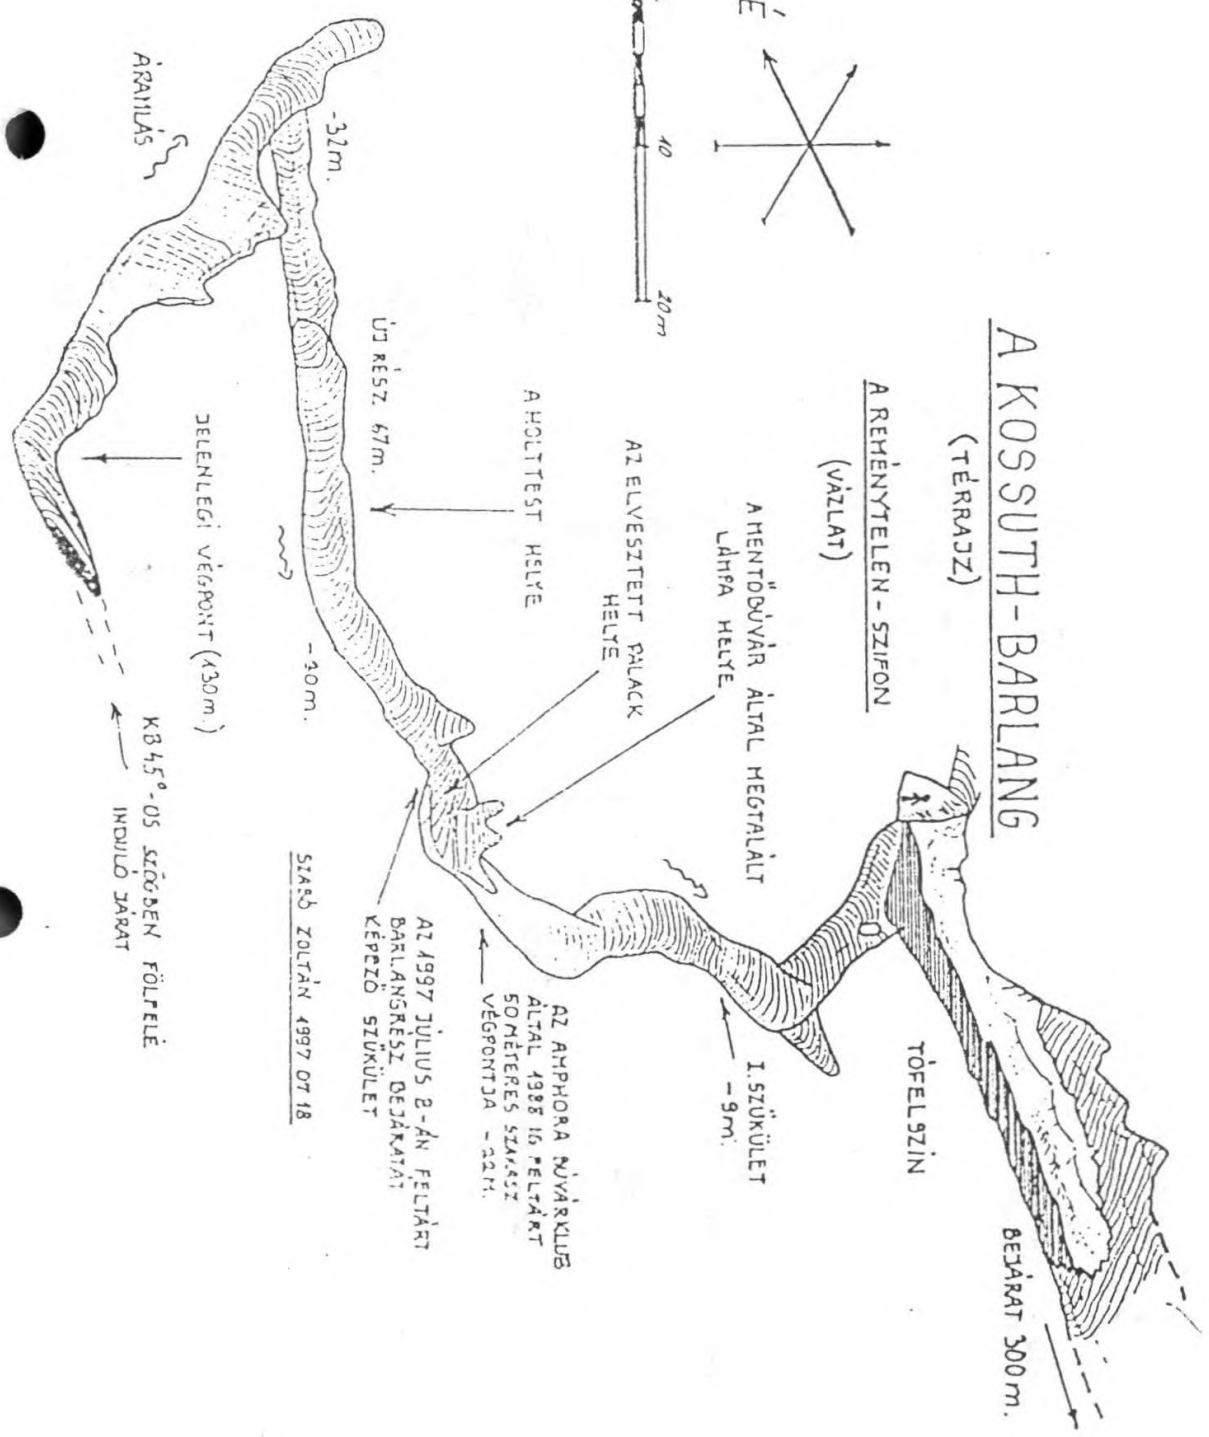 A KOSSUTH-BARLANG
(TÉRRAJZ)
A REMÉNYTELEN-SZIFON
(VÁZLAT)
É
10
20m
BEJÁRAT 300m.
TÓFELSZÍN
I.SZŰKÜLET
-9m.
A MENTŐBÚVÁR ÁLTAL MEGTALÁLT
LÁMPA HELYE
AZ ELVESZTETT PALACK
HELYE
A HOLTTEST HELYE
ÚJ RÉSZ 67m.
-32m.
ÁRAMLÁS
AZ AMPHORA BÚVÁRKLUB
ÁLTAL 1988 IG FELTÁRT
50 MÉTERES SZAKASZ
VÉGPONTJA -22M.
AZ 1997 JÚLIUS 8-ÁN FELTÁRT
BARLANGRÉSZ BEJÁRATÁT
KÉPEZŐ SZŰKÜLET
-30m.
JELENLEGI VÉGPONT (130m.)
KB 45°-OS SZÖGBEN FÖLFELÉ
INDULÓ JÁRAT
SZABÓ ZOLTÁN 1997 07 18